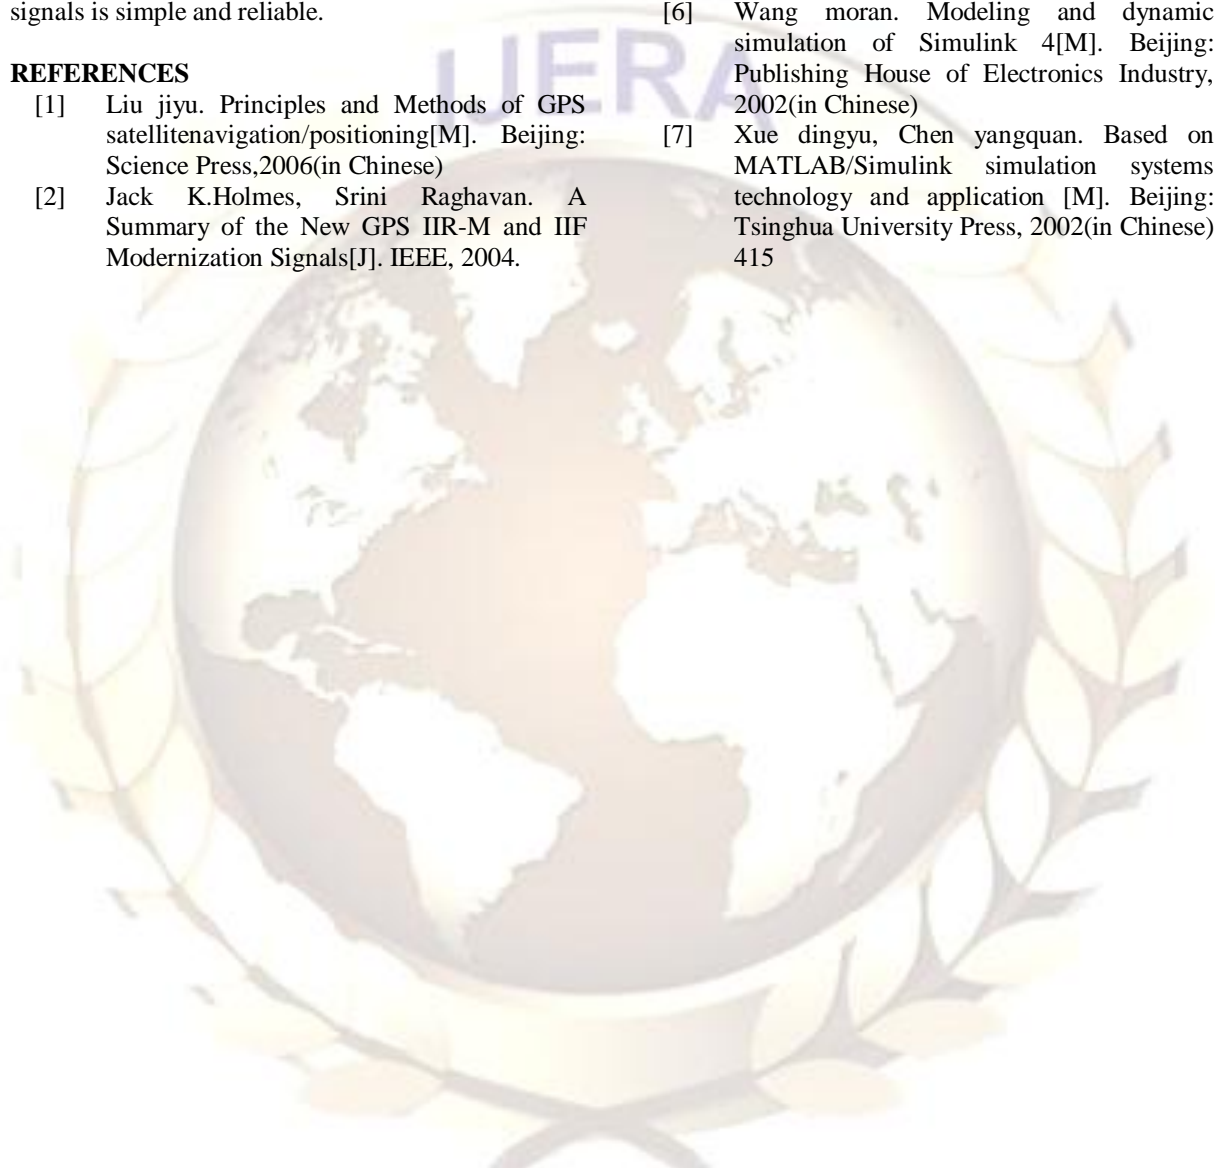 signals is simple and reliable.
REFERENCES
[1] Liu jiyu. Principles and Methods of GPS
satellitenavigation/positioning[M]. Beijing:
Science Press,2006(in Chinese)
[2] Jack K.Holmes, Srini Raghavan. A
Summary of the New GPS IIR-M and IIF
Modernization Signals[J]. IEEE, 2004.
[6] Wang moran. Modeling and dynamic
simulation of Simulink 4[M]. Beijing:
Publishing House of Electronics Industry,
2002(in Chinese)
[7] Xue dingyu, Chen yangquan. Based on
MATLAB/Simulink simulation systems
technology and application [M]. Beijing:
Tsinghua University Press, 2002(in Chinese)
415
IJERA